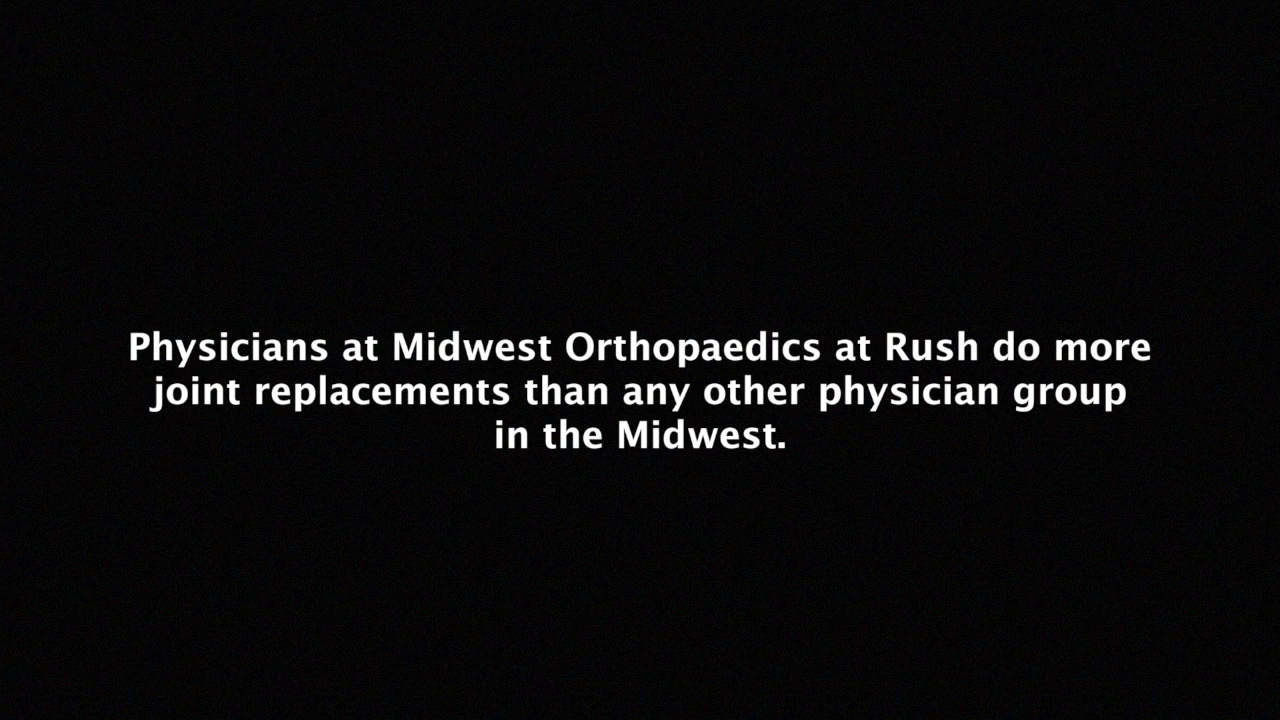 Physicians at Midwest Orthopaedics at Rush do more
joint replacements than any other physician group
in the Midwest.